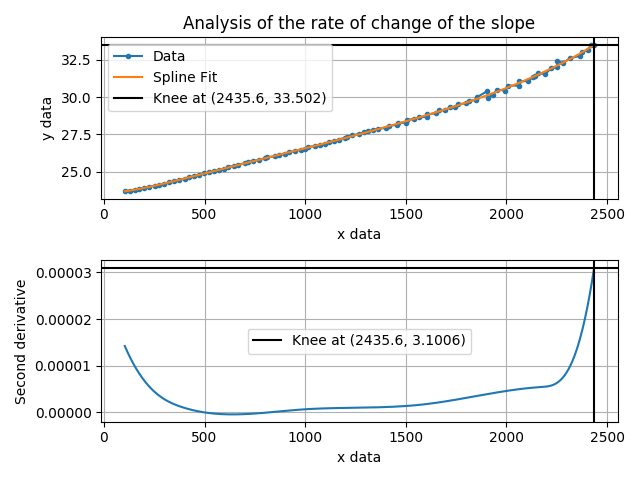 Analysis of the rate of change of the slope
32.5
30.0
27.5
25.0
y data
Data
Spline Fit
Knee at (2435.6, 33.502)
0 500 1000 1500 2000 2500
x data
0.00003
0.00002
0.00001
0.00000
Second derivative
Knee at (2435.6, 3.1006)
0 500 1000 1500 2000 2500
x data